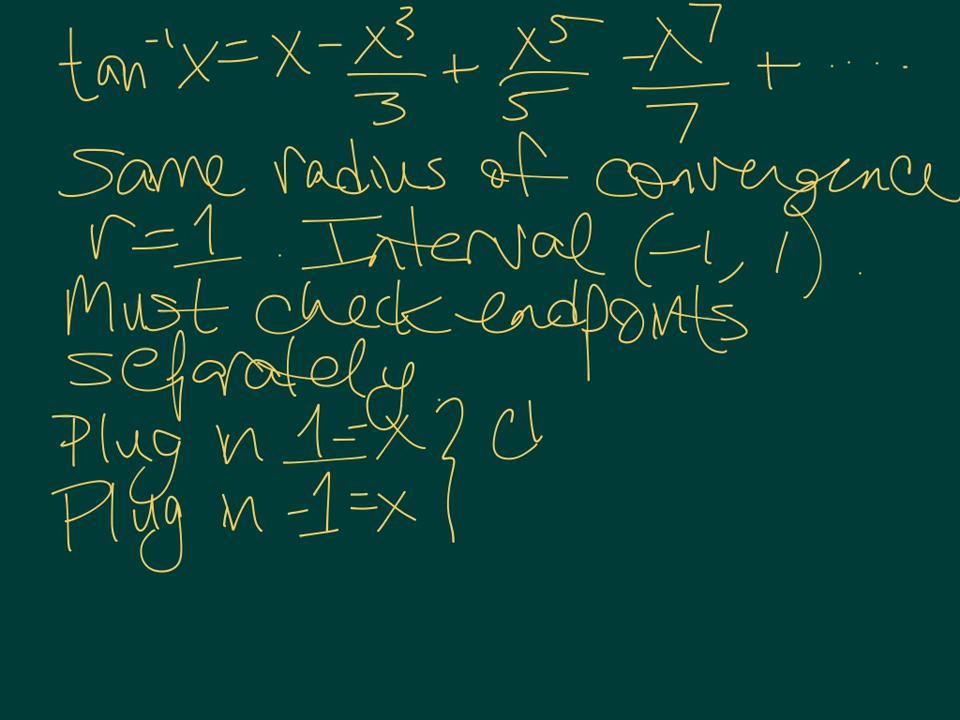 tan⁻¹x = x - x³/3 + x⁵/5 - x⁷/7 + ....
Same radius of convergence
r = 1 . Interval (-1, 1) .
Must check endpoints
separately
Plug in 1 = x }
Plug in -1 = x